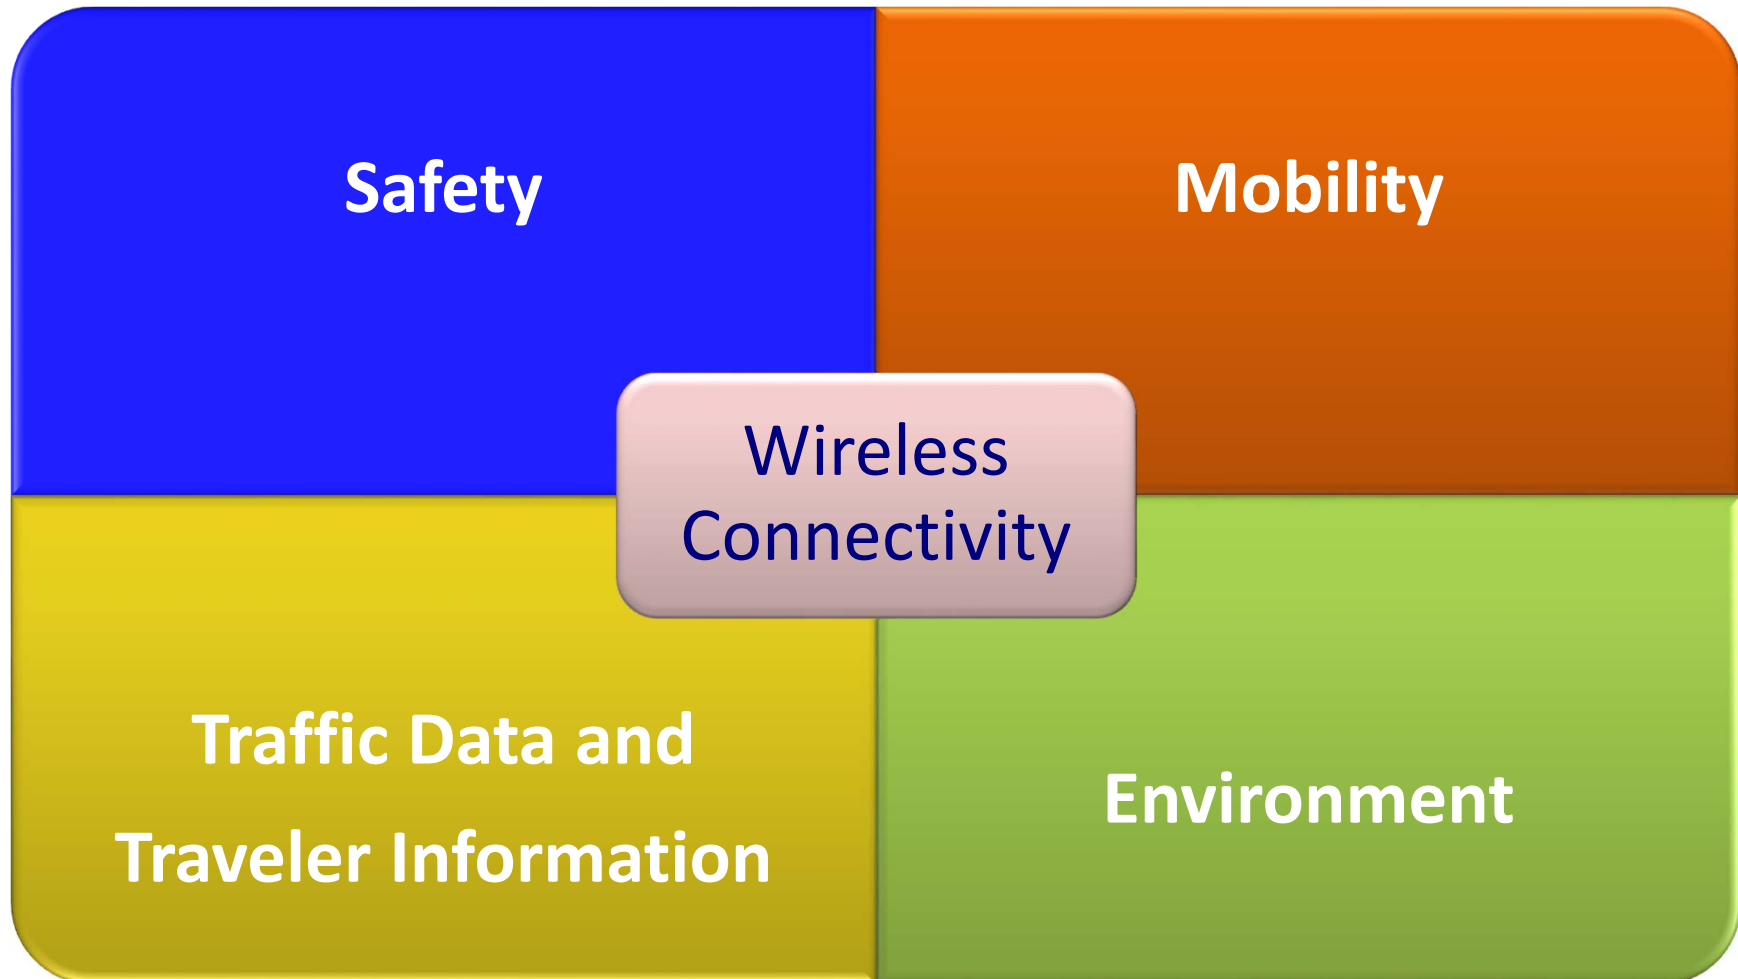 Safety
Mobility
Wireless
Connectivity
Traffic Data and
Traveler Information
Environment